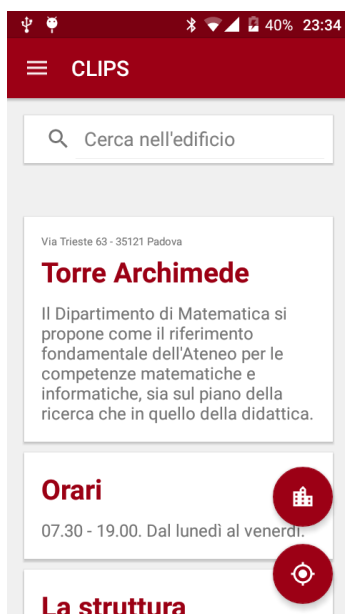 40% 23:34
CLIPS
Cerca nell'edificio
Via Trieste 63 - 35121 Padova
Torre Archimede
Il Dipartimento di Matematica si
propone come il riferimento
fondamentale dell'Ateneo per le
competenze matematiche e
informatiche, sia sul piano della
ricerca che in quello della didattica.
Orari
07.30 - 19.00. Dal lunedì al venerdì.
La struttura